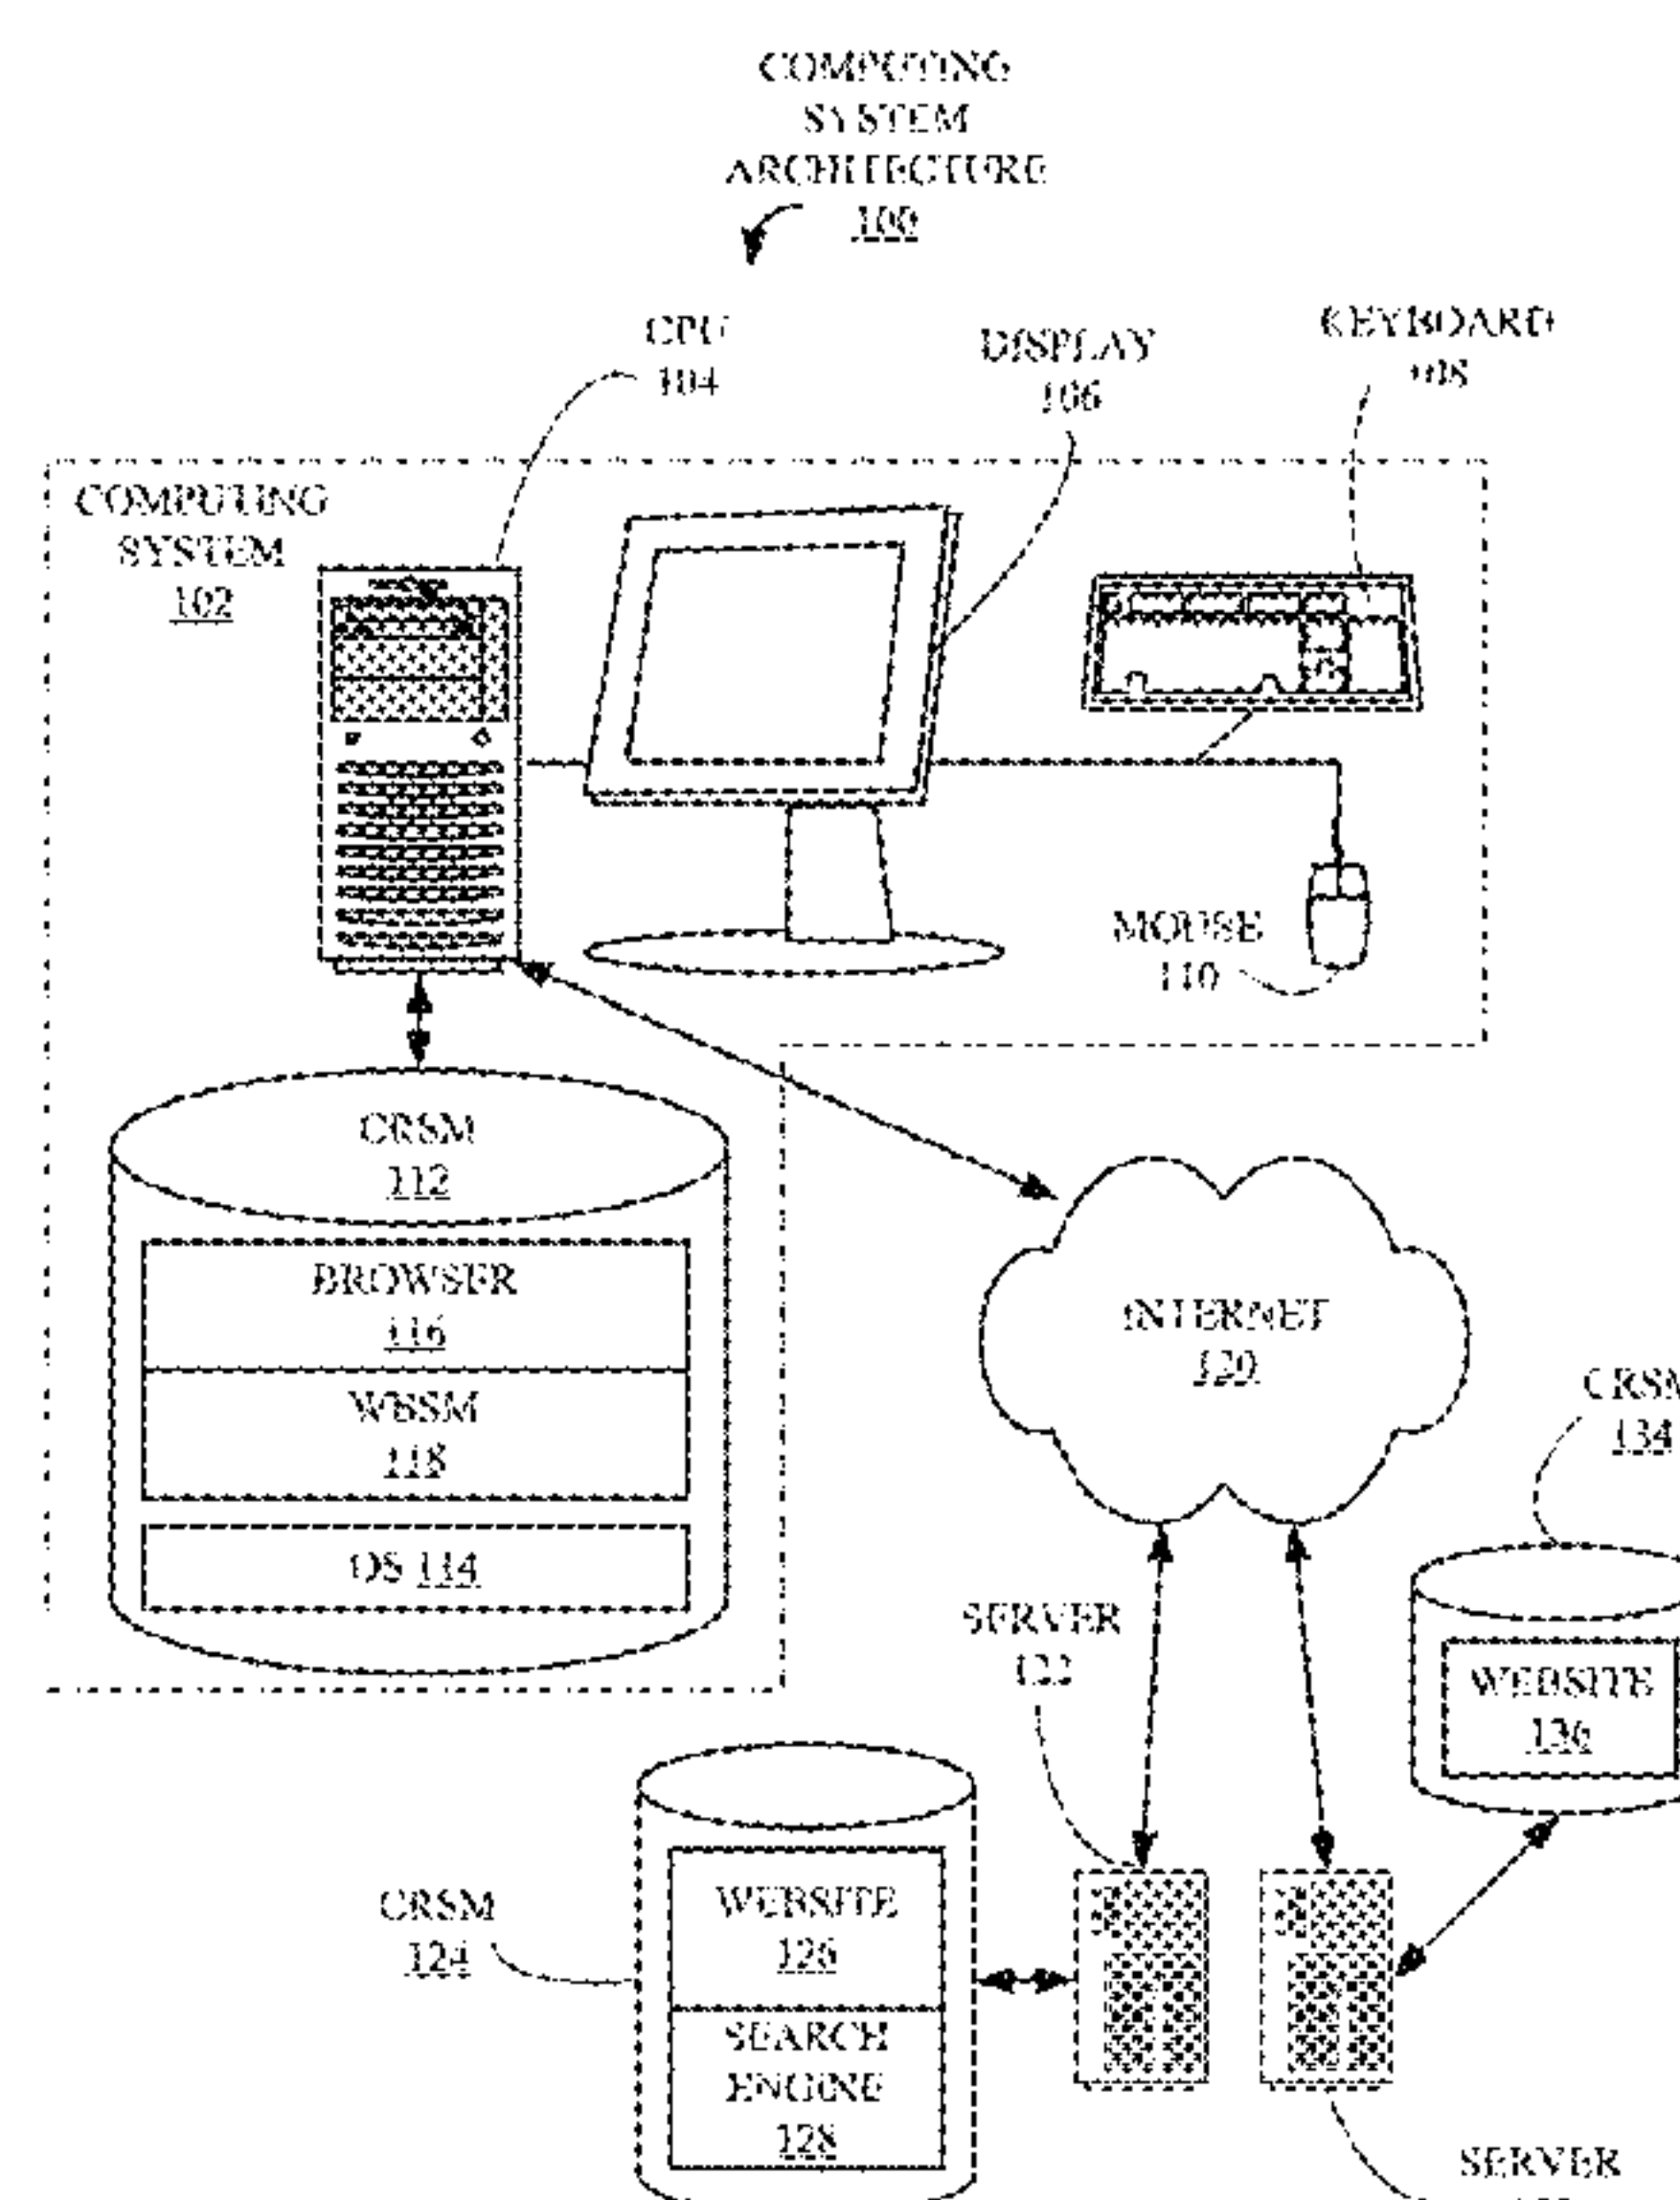 COMPUTING
SYSTEM
ARCHITECTURE
100
CPU
104
DISPLAY
106
KEYBOARD
108
COMPUTING
SYSTEM
102
MOUSE
110
CRSM
112
BROWSER
116
WBSM
118
OS 114
INTERNET
120
CRSM
134
SERVER
122
WEBSITE
136
CRSM
124
WEBSITE
126
SEARCH
ENGINE
128
SERVER